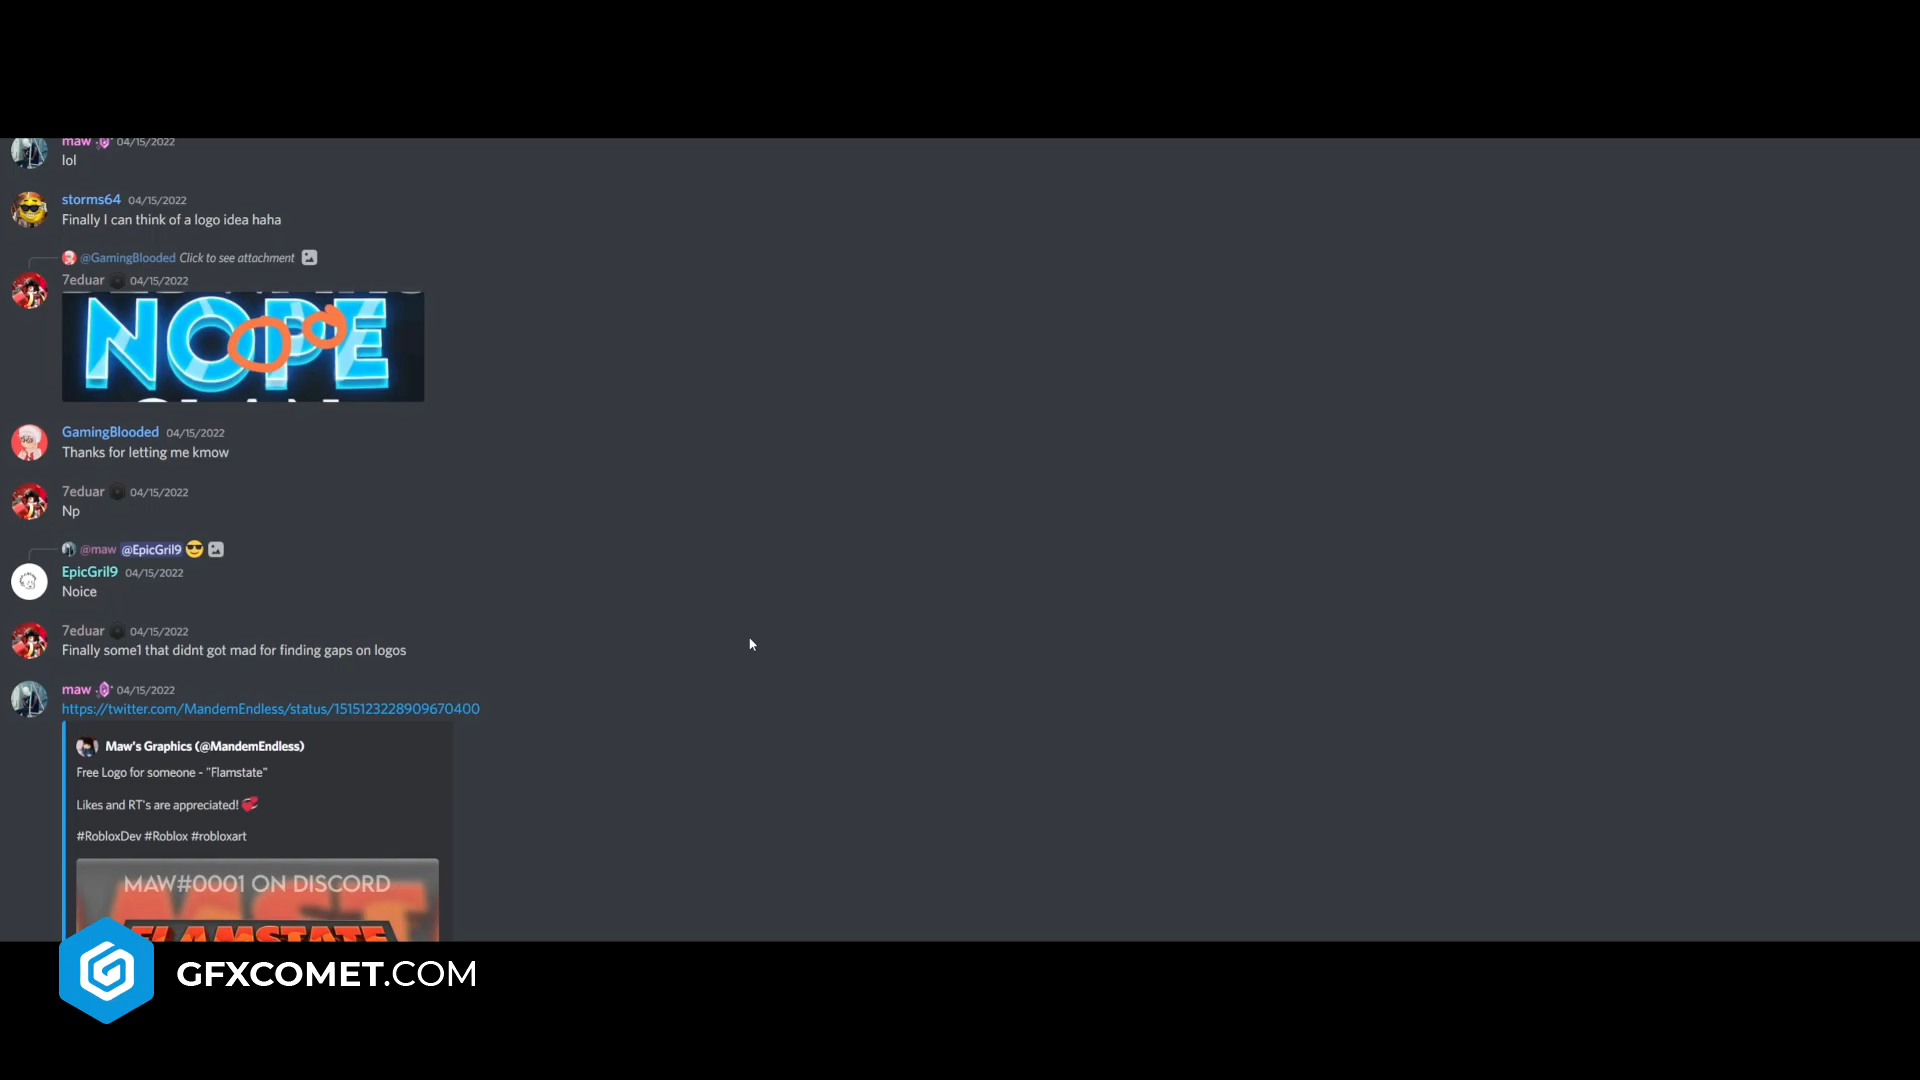 maw 04/15/2022
lol
storms64 04/15/2022
Finally I can think of a logo idea haha
@GamingBlooded Click to see attachment
7eduar 04/15/2022
NOPE
GamingBlooded 04/15/2022
Thanks for letting me kmow
7eduar 04/15/2022
Np
@maw @EpicGril9
EpicGril9 04/15/2022
Noice
7eduar 04/15/2022
Finally some1 that didnt got mad for finding gaps on logos
maw 04/15/2022
https://twitter.com/MandemEndless/status/1515123228909670400
Maw's Graphics (@MandemEndless)
Free Logo for someone - "Flamstate"
Likes and RT's are appreciated!
#RobloxDev #Roblox #robloxart
MAW#0001 ON DISCORD
FLAMSTATE
GFXCOMET.COM